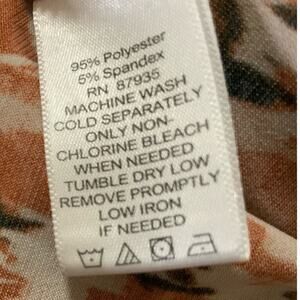 95% Polyester
5% Spandex
RN 87935
MACHINE WASH
COLD SEPARATELY
ONLY NON-
CHLORINE BLEACH
WHEN NEEDED
TUMBLE DRY LOW
REMOVE PROMPTLY
LOW IRON
IF NEEDED